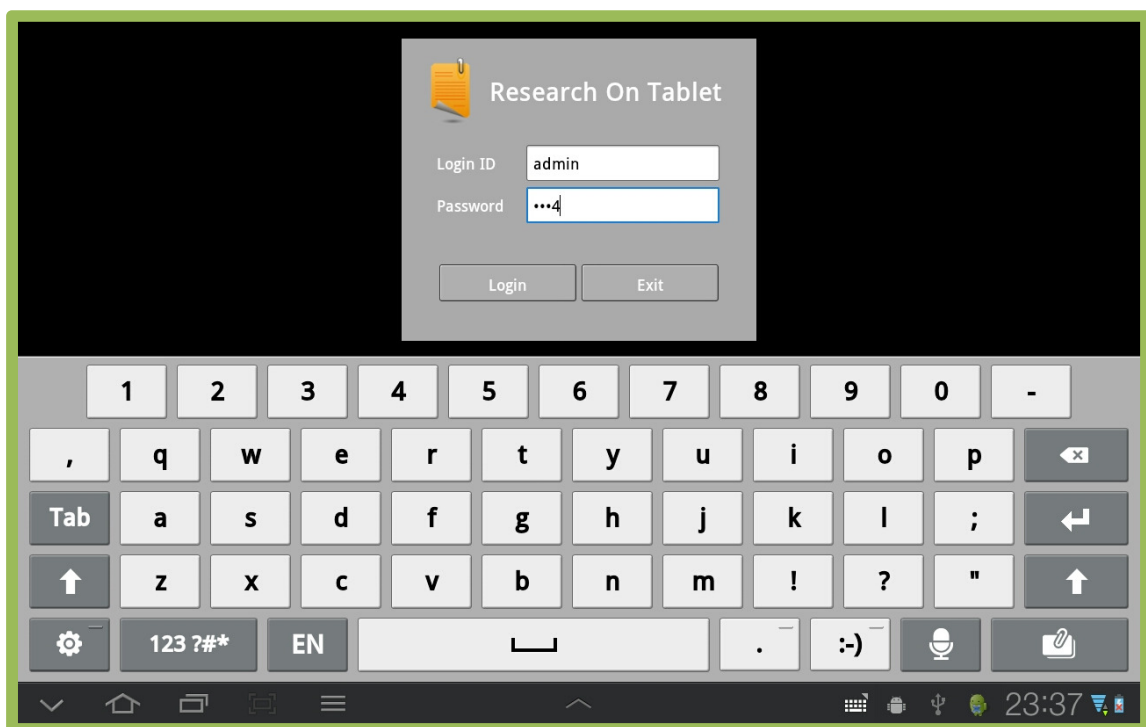 Research On Tablet
Login ID admin
Password •••4
Login Exit
1 2 3 4 5 6 7 8 9 0 -
, q w e r t y u i o p
Tab a s d f g h j k l ;
z x c v b n m ! ? "
123 ?#* EN . :-)
23:37